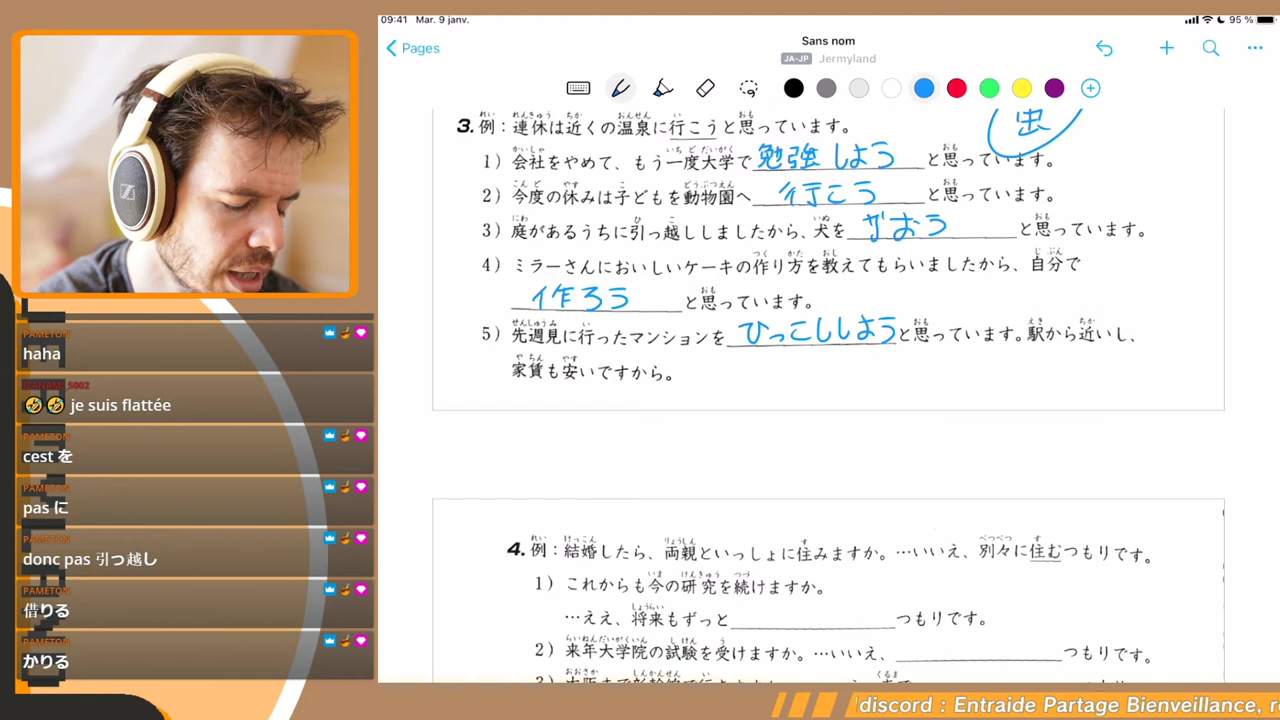 09:41 Mar. 9 janv.
95 %
Pages
Sans nom
JA-JP Jermyland
3. 例：連休は近くの温泉に行こうと思っています。
虫
1）会社をやめて、もう一度大学で勉強しようと思っています。
2）今度の休みは子どもを動物園へ行こうと思っています。
3）庭があるうちに引っ越ししましたから、犬を
と思っています。
4）ミラーさんにおいしいケーキの作り方を教えてもらいましたから、自分で
作ろうと思っています。
5）先週見に行ったマンションをひっこししようと思っています。駅から近いし、
家賃も安いですから。
4. 例：結婚したら、両親といっしょに住みますか。…いいえ、別々に住むつもりです。
1）これからも今の研究を続けますか。
…ええ、将来もずっと つもりです。
2）来年大学院の試験を受けますか。…いいえ、 つもりです。
PAMETON
haha
je suis flattée
PAMETON
cest を
PAMETON
pas に
PAMETON
donc pas 引っ越し
PAMETON
借りる
PAMETON
かりる
discord : Entraide Partage Bienveillance,